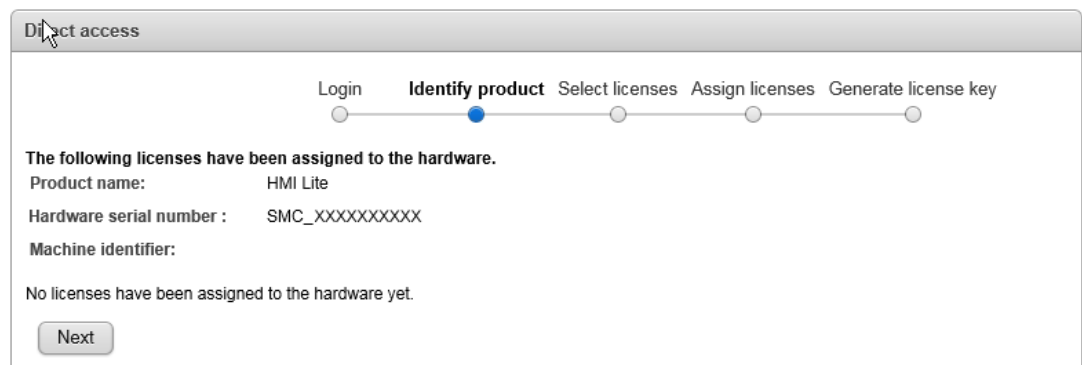 Direct access
Login Identify product Select licenses Assign licenses Generate license key
The following licenses have been assigned to the hardware.
Product name: HMI Lite
Hardware serial number : SMC_XXXXXXXXXX
Machine identifier:
No licenses have been assigned to the hardware yet.
Next